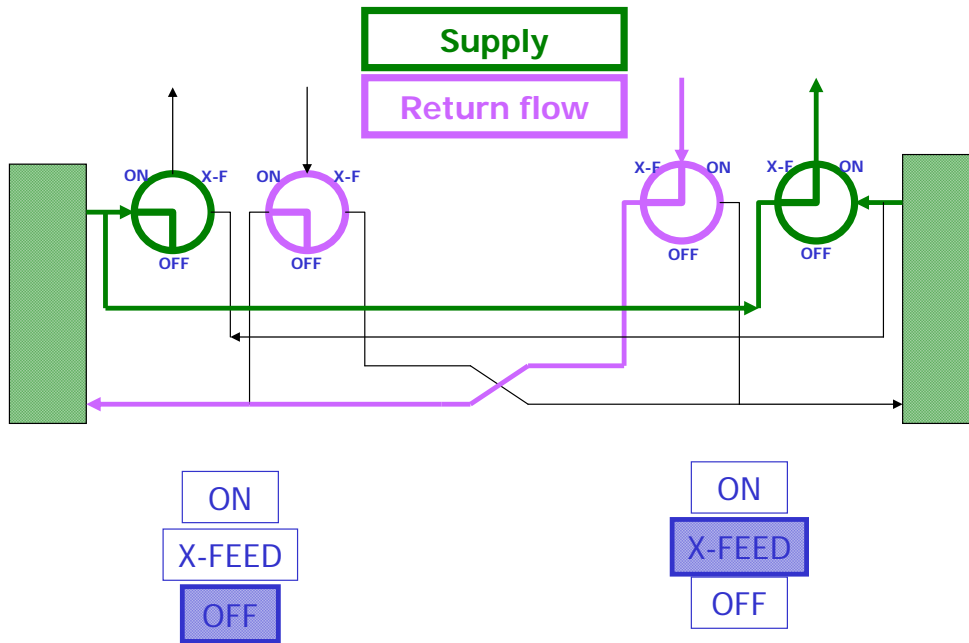 Supply
Return flow
ON X-F
OFF
ON X-F
OFF
X-F ON
OFF
X-F ON
OFF
ON
X-FEED
OFF
ON
X-FEED
OFF